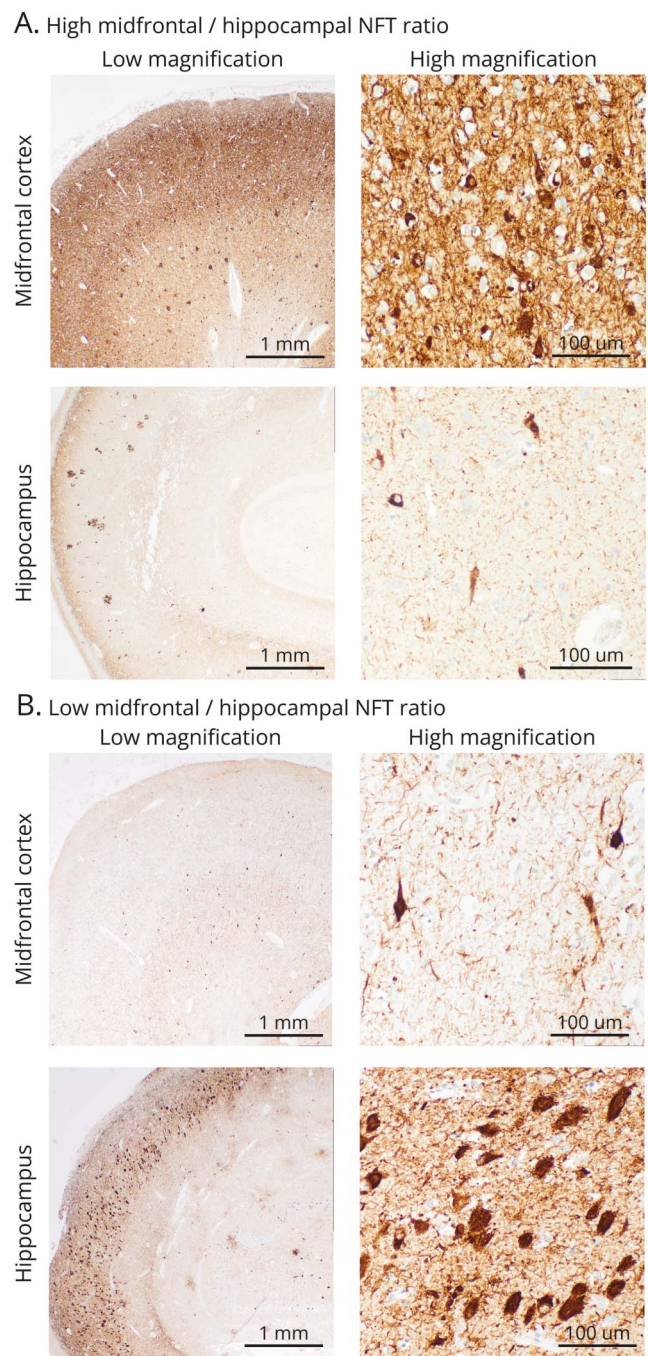 A. High midfrontal / hippocampal NFT ratio
Low magnification High magnification
Midfrontal cortex
1 mm 100 um
Hippocampus
1 mm 100 um
B. Low midfrontal / hippocampal NFT ratio
Low magnification High magnification
Midfrontal cortex
1 mm 100 um
Hippocampus
1 mm 100 um